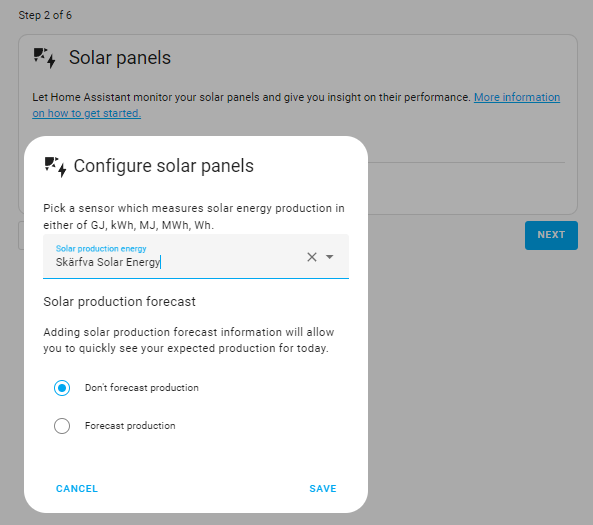 Step 2 of 6
Solar panels
Let Home Assistant monitor your solar panels and give you insight on their performance. More information
on how to get started.
Configure solar panels
Pick a sensor which measures solar energy production in
either of GJ, kWh, MJ, MWh, Wh.
Solar production energy
Skärfva Solar Energy
NEXT
Solar production forecast
Adding solar production forecast information will allow
you to quickly see your expected production for today.
Don't forecast production
Forecast production
CANCEL
SAVE